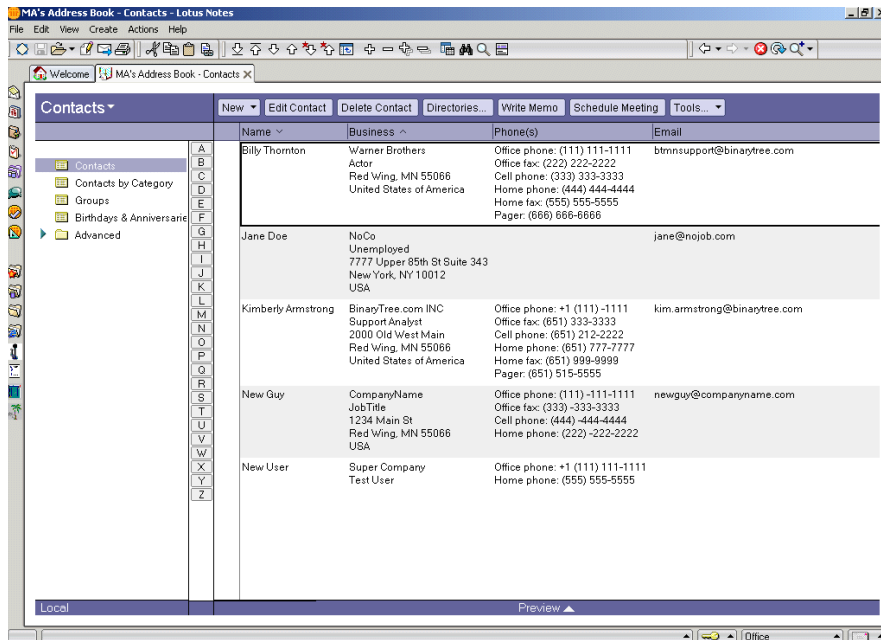 MA's Address Book - Contacts - Lotus Notes
File Edit View Create Actions Help
Welcome MA's Address Book - Contacts
Contacts
New Edit Contact Delete Contact Directories... Write Memo Schedule Meeting Tools...
Name Business Phone(s) Email
Contacts
Contacts by Category
Groups
Birthdays & Anniversarie
Advanced
A
B
C
D
E
F
G
H
I
J
K
L
M
N
O
P
Q
R
S
T
U
V
W
X
Y
Z
Billy Thornton Warner Brothers Office phone: (111) 111-1111 btmnsupport@binarytree.com
Actor Office fax: (222) 222-2222
Red Wing, MN 55066 Cell phone: (333) 333-3333
United States of America Home phone: (444) 444-4444
Home fax: (555) 555-5555
Pager: (666) 666-6666
Jane Doe NoCo jane@nojob.com
Unemployed
7777 Upper 85th St Suite 343
New York, NY 10012
USA
Kimberly Armstrong BinaryTree.com INC Office phone: +1 (111) -1111 kim.armstrong@binarytree.com
Support Analyst Office fax: (651) 333-3333
2000 Old West Main Cell phone: (651) 212-2222
Red Wing, MN 55066 Home phone: (651) 777-7777
United States of America Home fax: (651) 999-9999
Pager: (651) 515-5555
New Guy CompanyName Office phone: (111) -111-1111 newguy@companyname.com
JobTitle Office fax: (333) -333-3333
1234 Main St Cell phone: (444) -444-4444
Red Wing, MN 55066 Home phone: (222) -222-2222
USA
New User Super Company Office phone: +1 (111) 111-1111
Test User Home phone: (555) 555-5555
Local Preview
Office